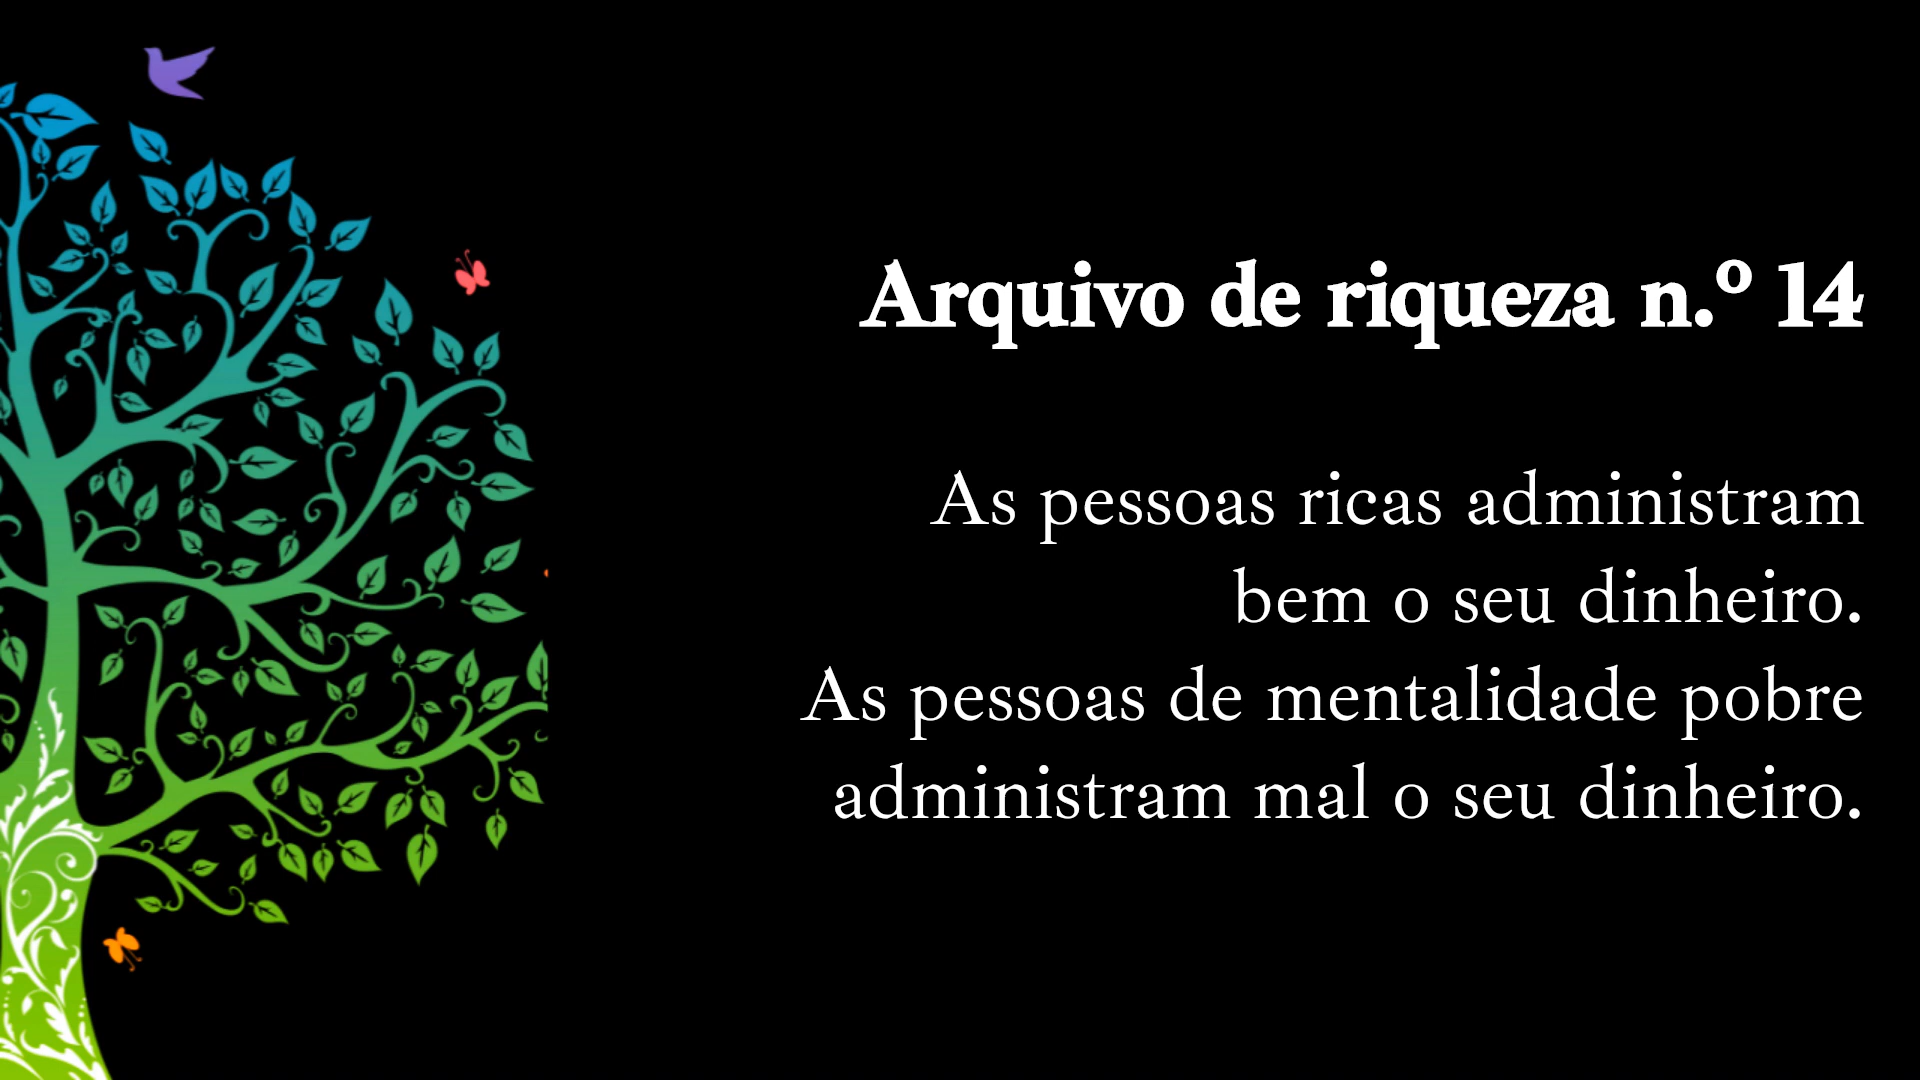 Arquivo de riqueza n.º 14
As pessoas ricas administram
bem o seu dinheiro.
As pessoas de mentalidade pobre
administram mal o seu dinheiro.